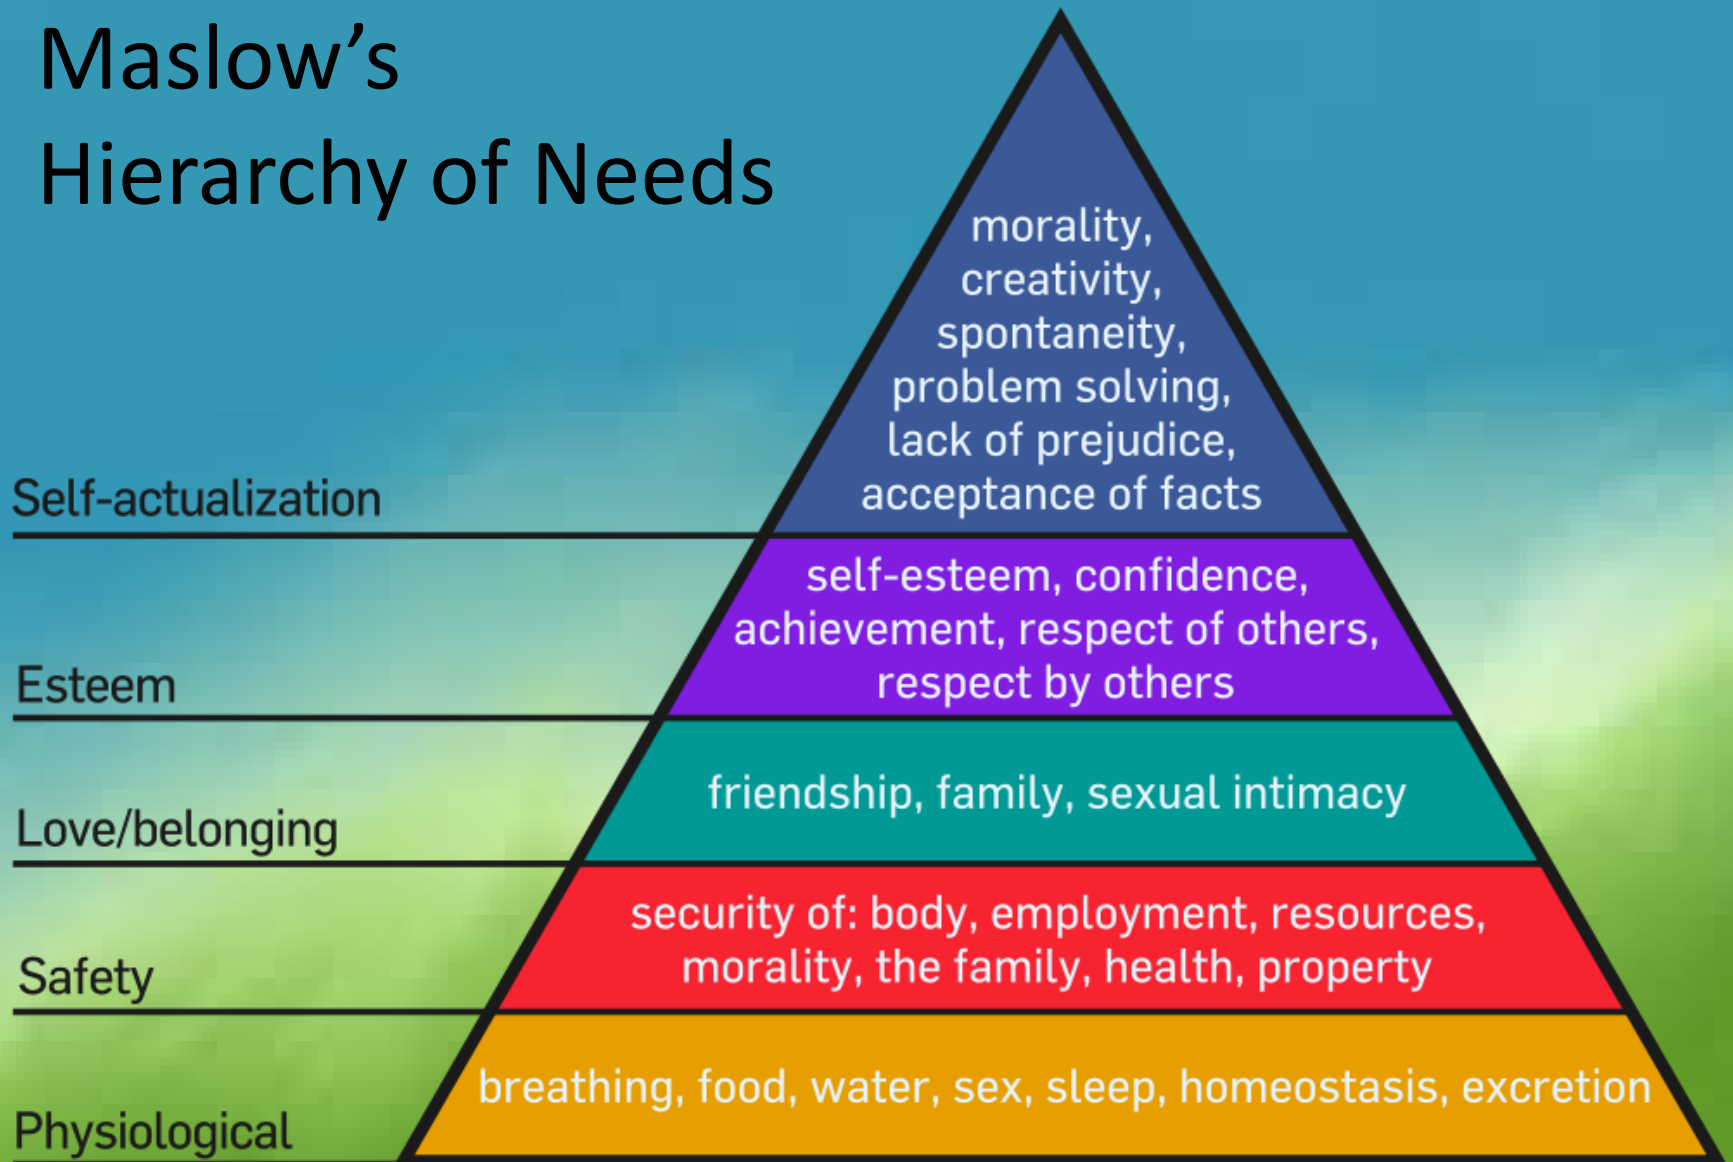 Maslow’s
Hierarchy of Needs
morality,
creativity,
spontaneity,
problem solving,
lack of prejudice,
acceptance of facts
Self-actualization
self-esteem, confidence,
achievement, respect of others,
respect by others
Esteem
friendship, family, sexual intimacy
Love/belonging
security of: body, employment, resources,
morality, the family, health, property
Safety
breathing, food, water, sex, sleep, homeostasis, excretion
Physiological